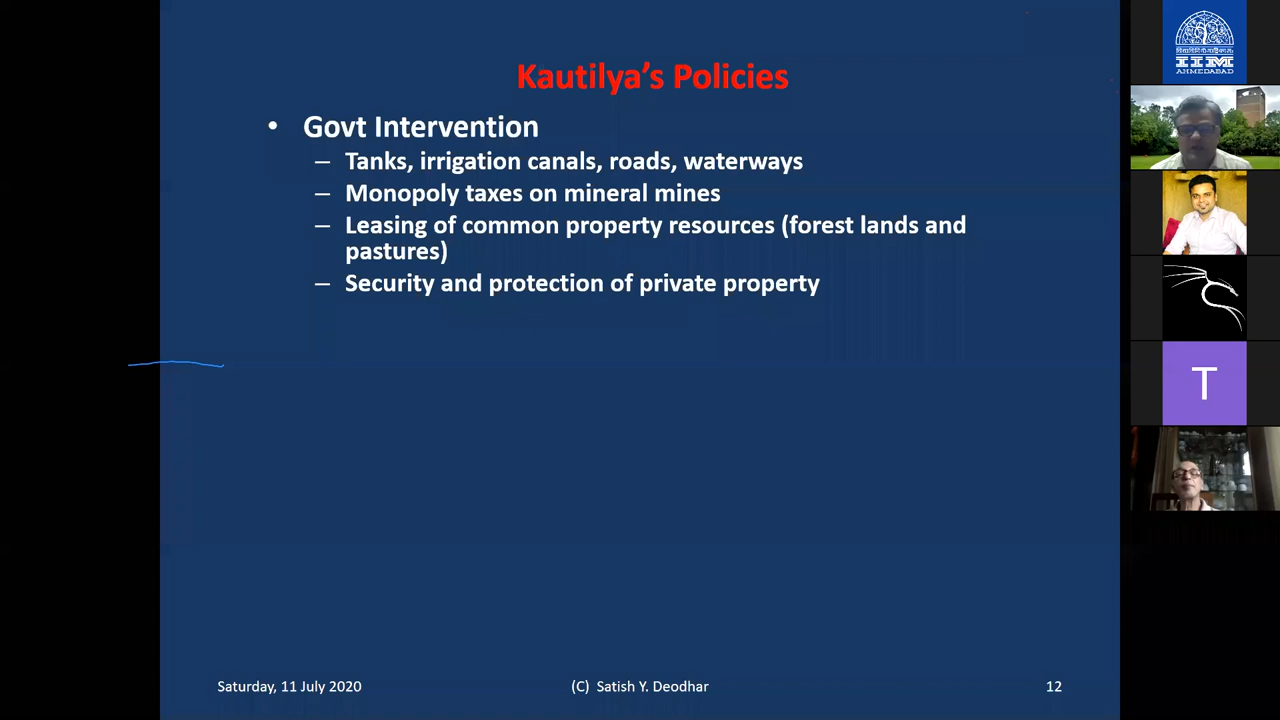 Kautilya's Policies
• Govt Intervention
– Tanks, irrigation canals, roads, waterways
– Monopoly taxes on mineral mines
– Leasing of common property resources (forest lands and
pastures)
– Security and protection of private property
Saturday, 11 July 2020
(C) Satish Y. Deodhar
12
IIM
AHMEDABAD
T